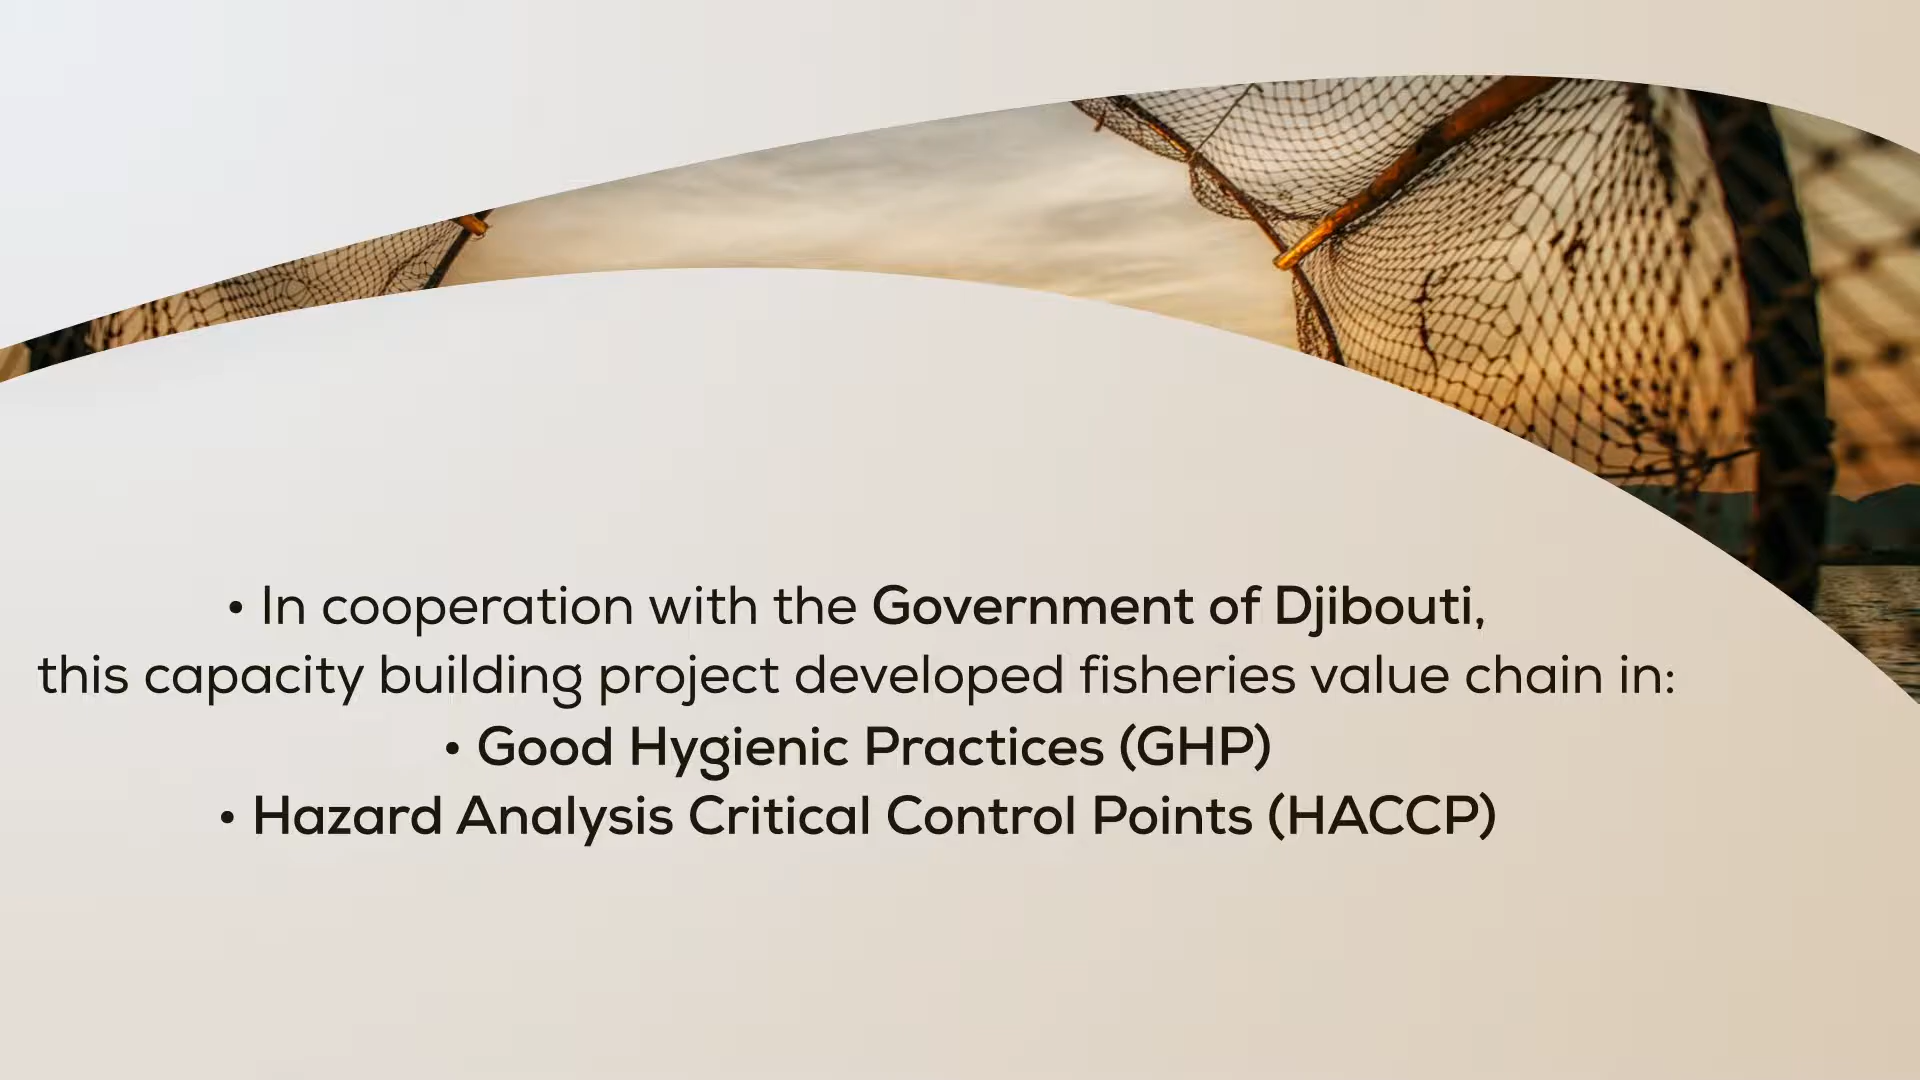 • In cooperation with the Government of Djibouti,
this capacity building project developed fisheries value chain in:
• Good Hygienic Practices (GHP)
• Hazard Analysis Critical Control Points (HACCP)